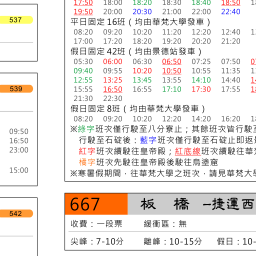 17:50 18:00 18:20 18:30 18:40 18:50 18
19:50 20:00 20:30 21:00 22:00 22:40
平日固定16班（均由華梵大學發車）
08:20 09:20 10:20 11:20 12:20 12:40 13
17:00 17:20 18:20 19:20 20:20 21:20
假日固定42班（均由景德站發車）
05:30 06:00 06:30 06:50 07:25 07:50 07
09:40 09:55 10:20 10:50 10:55 11:35 11
12:55 13:25 13:45 13:55 14:10 14:40 14
15:55 16:50 16:55 17:10 17:30 17:55 18
21:30 22:30
假日固定8班（均由華梵大學發車）
08:20 09:20 10:20 11:20 12:20 13:20 16
※綠字班次僅行駛至八分寮止；其餘班次皆行駛
行駛至石碇後：藍字班次僅行駛至石碇止即返
紅字班次續駛往皇帝殿；紅底線班次續駛往華
橘字班次先駛往皇帝殿後駛往烏塗窟
※寒暑假期間，往華梵大學之班次，請見華梵大學
537
539
09:50
16:50
23:00
15:00
542
667 板橋－捷運西
收費：一段票 緩衝區：無
尖峰：7-10分 離峰：10-15分 假日：10-